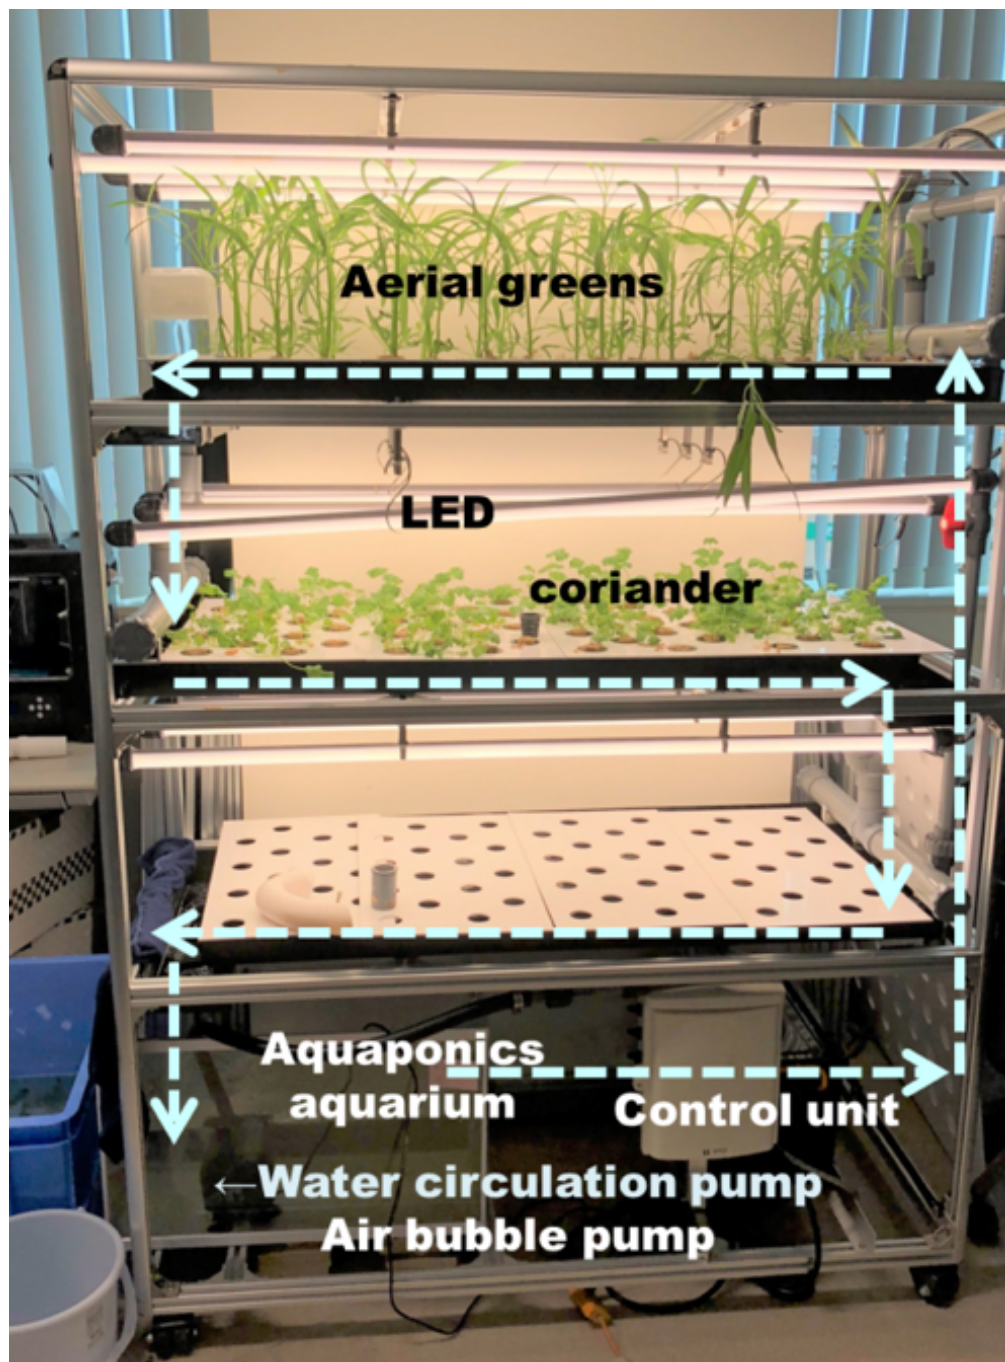 Aerial greens
LED
coriander
Aquaponics
aquarium
Control unit
←Water circulation pump
Air bubble pump